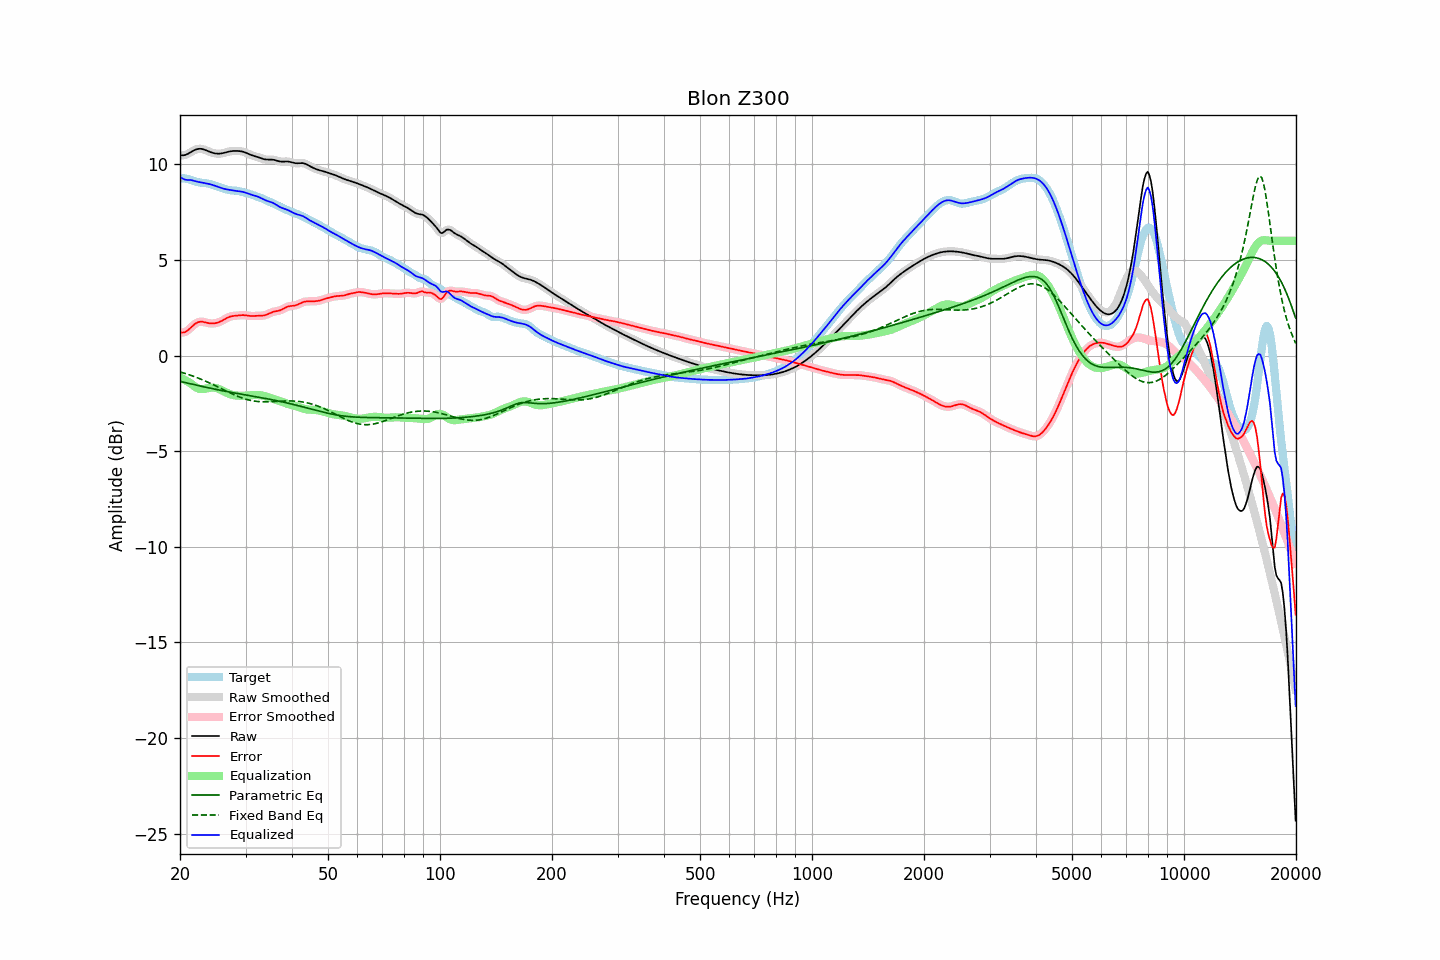 Blon Z300
Amplitude (dBr)
10
5
0
−5
−10
−15
−20
−25
Target
Raw Smoothed
Error Smoothed
Raw
Error
Equalization
Parametric Eq
Fixed Band Eq
Equalized
20 50 100 200 500 1000 2000 5000 10000 20000
Frequency (Hz)